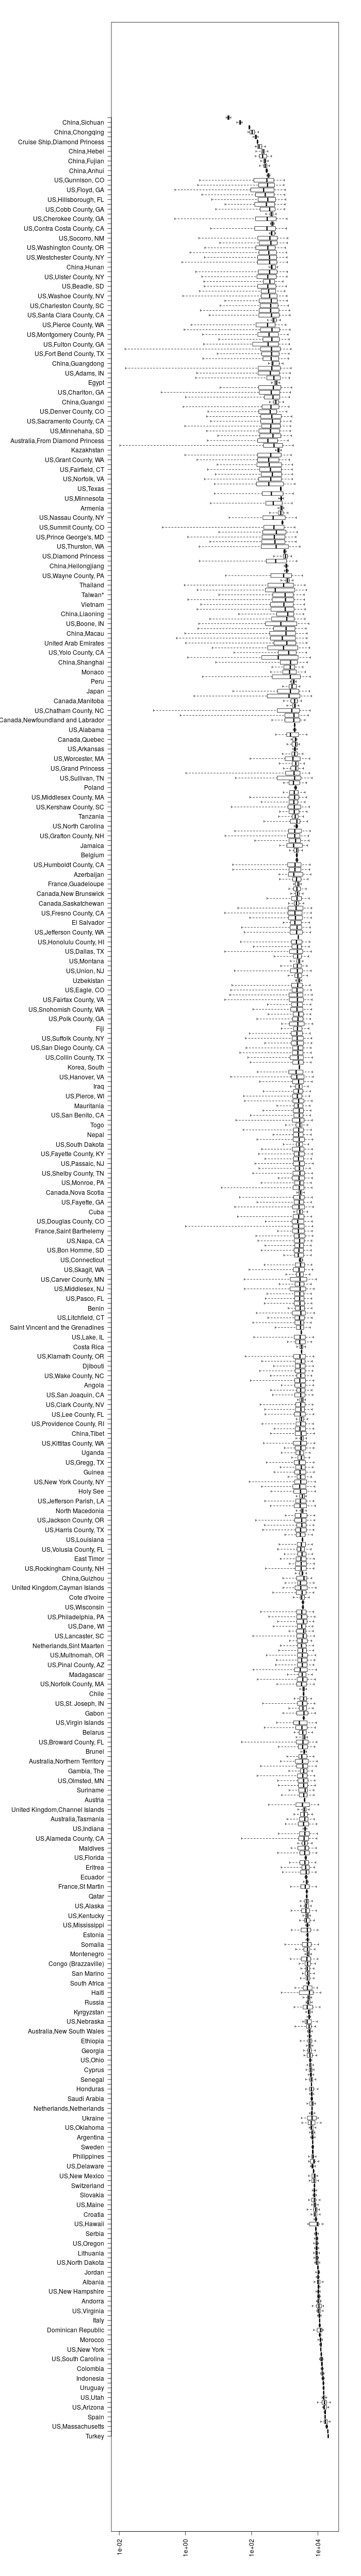 China,Sichuan
China,Chongqing
Cruise Ship,Diamond Princess
China,Hebei
China,Fujian
China,Anhui
US,Gunnison, CO
US,Floyd, GA
US,Hillsborough, FL
US,Cobb County, GA
US,Cherokee County, GA
US,Contra Costa County, CA
US,Socorro, NM
US,Washington County, OR
US,Westchester County, NY
China,Hunan
US,Ulster County, NY
US,Beadle, SD
US,Washoe County, NV
US,Charleston County, SC
US,Santa Clara County, CA
US,Pierce County, WA
US,Montgomery County, PA
US,Fulton County, GA
US,Fort Bend County, TX
China,Guangdong
US,Adams, IN
Egypt
US,Charlton, GA
China,Guangxi
US,Denver County, CO
US,Sacramento County, CA
US,Minnehaha, SD
Australia,From Diamond Princess
Kazakhstan
US,Grant County, WA
US,Fairfield, CT
US,Norfolk, VA
US,Texas
US,Minnesota
Armenia
US,Nassau County, NY
US,Summit County, CO
US,Prince George's, MD
US,Thurston, WA
US,Diamond Princess
China,Heilongjiang
US,Wayne County, PA
Thailand
Taiwan*
Vietnam
China,Liaoning
US,Boone, IN
China,Macau
United Arab Emirates
US,Yolo County, CA
China,Shanghai
Monaco
Peru
Japan
Canada,Manitoba
US,Chatham County, NC
Canada,Newfoundland and Labrador
US,Alabama
Canada,Quebec
US,Arkansas
US,Worcester, MA
US,Grand Princess
US,Sullivan, TN
Poland
US,Middlesex County, MA
US,Kershaw County, SC
Tanzania
US,North Carolina
US,Grafton County, NH
Jamaica
Belgium
US,Humboldt County, CA
Azerbaijan
France,Guadeloupe
Canada,New Brunswick
Canada,Saskatchewan
US,Fresno County, CA
El Salvador
US,Jefferson County, WA
US,Honolulu County, HI
US,Dallas, TX
US,Montana
US,Union, NJ
Uzbekistan
US,Eagle, CO
US,Fairfax County, VA
US,Snohomish County, WA
US,Polk County, GA
Fiji
US,Suffolk County, NY
US,San Diego County, CA
US,Collin County, TX
Korea, South
US,Hanover, VA
Iraq
US,Pierce, WI
Mauritania
US,San Benito, CA
Togo
Nepal
US,South Dakota
US,Fayette County, KY
US,Passaic, NJ
US,Shelby County, TN
US,Monroe, PA
Canada,Nova Scotia
US,Fayette, GA
Cuba
US,Douglas County, CO
France,Saint Barthelemy
US,Napa, CA
US,Bon Homme, SD
US,Connecticut
US,Skagit, WA
US,Carver County, MN
US,Middlesex, NJ
US,Pasco, FL
Benin
US,Litchfield, CT
Saint Vincent and the Grenadines
US,Lake, IL
Costa Rica
US,Klamath County, OR
Djibouti
US,Wake County, NC
Angola
US,San Joaquin, CA
US,Clark County, NV
US,Lee County, FL
US,Providence County, RI
China,Tibet
US,Kittitas County, WA
Uganda
US,Gregg, TX
Guinea
US,New York County, NY
Holy See
US,Jefferson Parish, LA
North Macedonia
US,Jackson County, OR
US,Harris County, TX
US,Louisiana
US,Volusia County, FL
East Timor
US,Rockingham County, NH
China,Guizhou
United Kingdom,Cayman Islands
Cote d'Ivoire
US,Wisconsin
US,Philadelphia, PA
US,Dane, WI
US,Lancaster, SC
Netherlands,Sint Maarten
US,Multnomah, OR
US,Pinal County, AZ
Madagascar
US,Norfolk County, MA
Chile
US,St. Joseph, IN
Gabon
US,Virgin Islands
Belarus
US,Broward County, FL
Brunei
Australia,Northern Territory
Gambia, The
US,Olmsted, MN
Suriname
Austria
United Kingdom,Channel Islands
Australia,Tasmania
US,Indiana
US,Alameda County, CA
Maldives
US,Florida
Eritrea
Ecuador
France,St Martin
Qatar
US,Alaska
US,Kentucky
US,Mississippi
Estonia
Somalia
Montenegro
Congo (Brazzaville)
San Marino
South Africa
Haiti
Russia
Kyrgyzstan
US,Nebraska
Australia,New South Wales
Ethiopia
Georgia
US,Ohio
Cyprus
Senegal
Honduras
Saudi Arabia
Netherlands,Netherlands
Ukraine
US,Oklahoma
Argentina
Sweden
Philippines
US,Delaware
US,New Mexico
Switzerland
Slovakia
US,Maine
Croatia
US,Hawaii
Serbia
US,Oregon
Lithuania
US,North Dakota
Jordan
Albania
US,New Hampshire
Andorra
US,Virginia
Italy
Dominican Republic
Morocco
US,New York
US,South Carolina
Colombia
Indonesia
Uruguay
US,Utah
US,Arizona
Spain
US,Massachusetts
Turkey
1e-02
1e+00
1e+02
1e+04